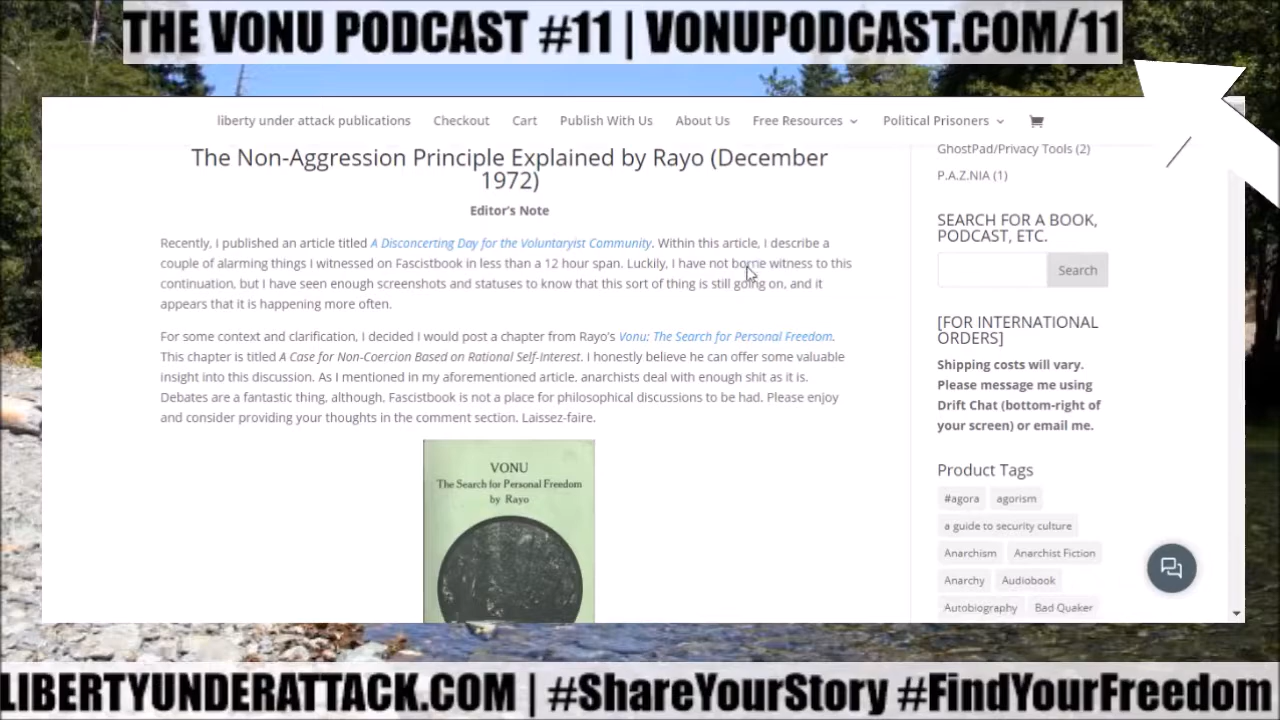 THE VONU PODCAST #11 | VONUPODCAST.COM/11
liberty under attack publications Checkout Cart Publish With Us About Us Free Resources Political Prisoners
The Non-Aggression Principle Explained by Rayo (December
1972)
Editor's Note
Recently, I published an article titled A Disconcerting Day for the Voluntaryist Community. Within this article, I describe a
couple of alarming things I witnessed on Fascistbook in less than a 12 hour span. Luckily, I have not borne witness to this
continuation, but I have seen enough screenshots and statuses to know that this sort of thing is still going on, and it
appears that it is happening more often.
For some context and clarification, I decided I would post a chapter from Rayo's Vonu: The Search for Personal Freedom.
This chapter is titled A Case for Non-Coercion Based on Rational Self-Interest. I honestly believe he can offer some valuable
insight into this discussion. As I mentioned in my aforementioned article, anarchists deal with enough shit as it is.
Debates are a fantastic thing, although, Fascistbook is not a place for philosophical discussions to be had. Please enjoy
and consider providing your thoughts in the comment section. Laissez-faire.
VONU
The Search for Personal Freedom
by Rayo
GhostPad/Privacy Tools (2)
P.A.Z.NIA (1)
SEARCH FOR A BOOK,
PODCAST, ETC.
Search
[FOR INTERNATIONAL
ORDERS]
Shipping costs will vary.
Please message me using
Drift Chat (bottom-right of
your screen) or email me.
Product Tags
#agora agorism
a guide to security culture
Anarchism Anarchist Fiction
Anarchy Audiobook
Autobiography Bad Quaker
LIBERTYUNDERATTACK.COM | #ShareYourStory #FindYourFreedom